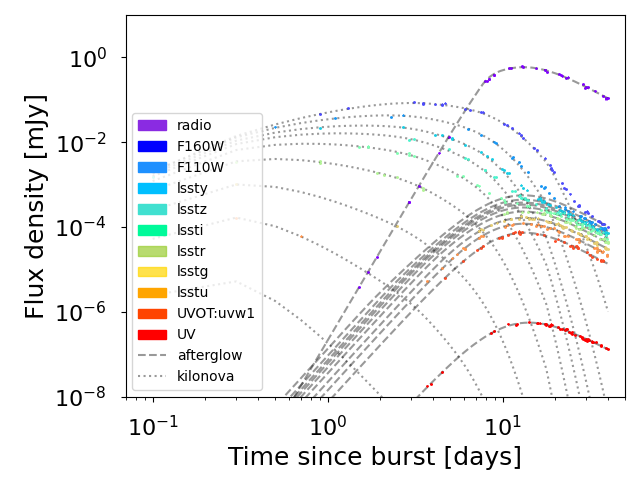 Flux density [mJy]
10⁰
10⁻²
10⁻⁴
10⁻⁶
10⁻⁸
radio
F160W
F110W
lssty
lsstz
lssti
lsstr
lsstg
lsstu
UVOT:uvw1
UV
afterglow
kilonova
10⁻¹ 10⁰ 10¹
Time since burst [days]